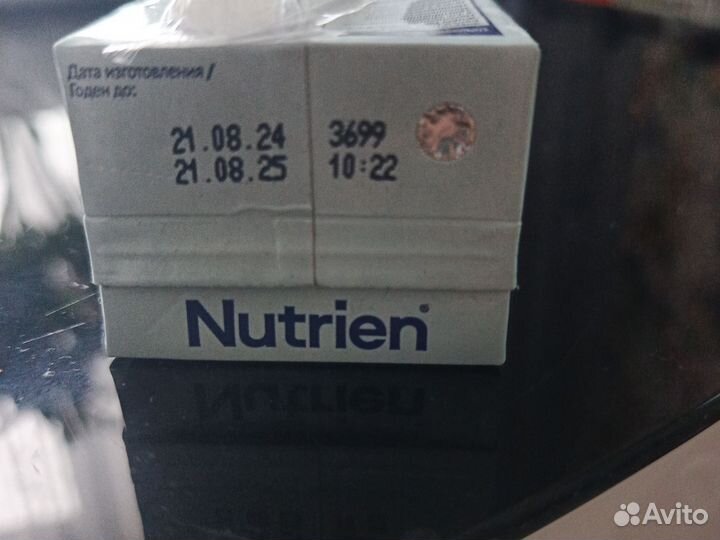 Дата изготовления /
Годен до:
21.08.24 3699
21.08.25 10:22
Nutrien®
Avito